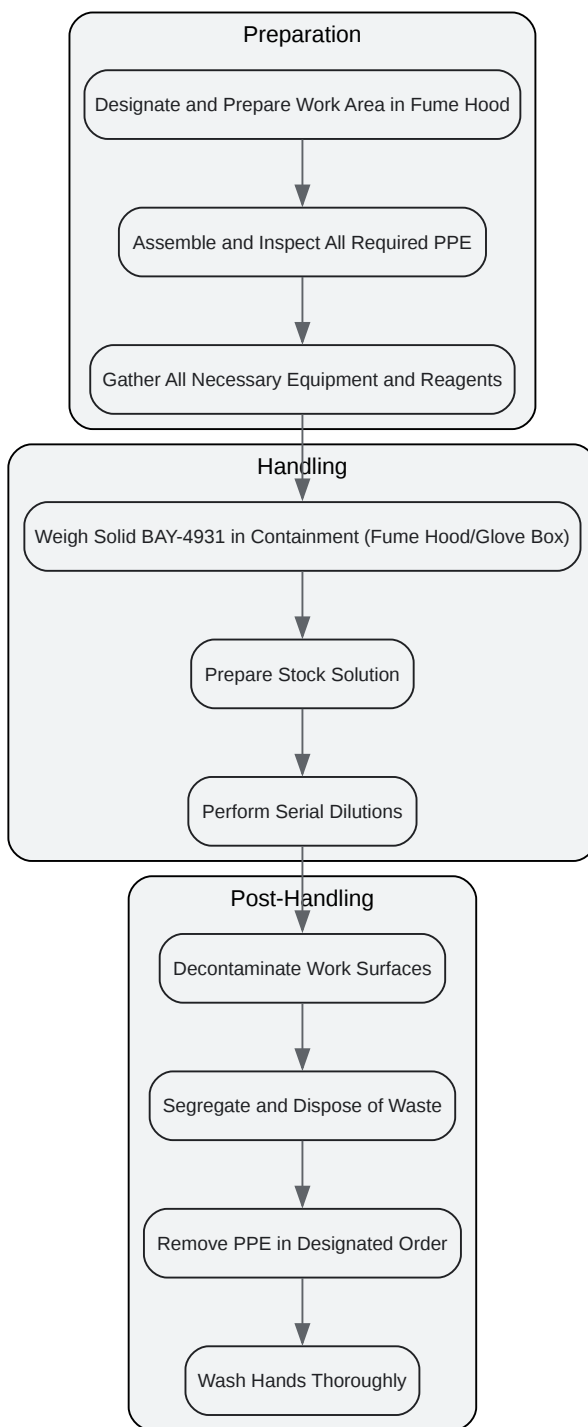 Preparation
Designate and Prepare Work Area in Fume Hood
Assemble and Inspect All Required PPE
Gather All Necessary Equipment and Reagents
Handling
Weigh Solid BAY-4931 in Containment (Fume Hood/Glove Box)
Prepare Stock Solution
Perform Serial Dilutions
Post-Handling
Decontaminate Work Surfaces
Segregate and Dispose of Waste
Remove PPE in Designated Order
Wash Hands Thoroughly